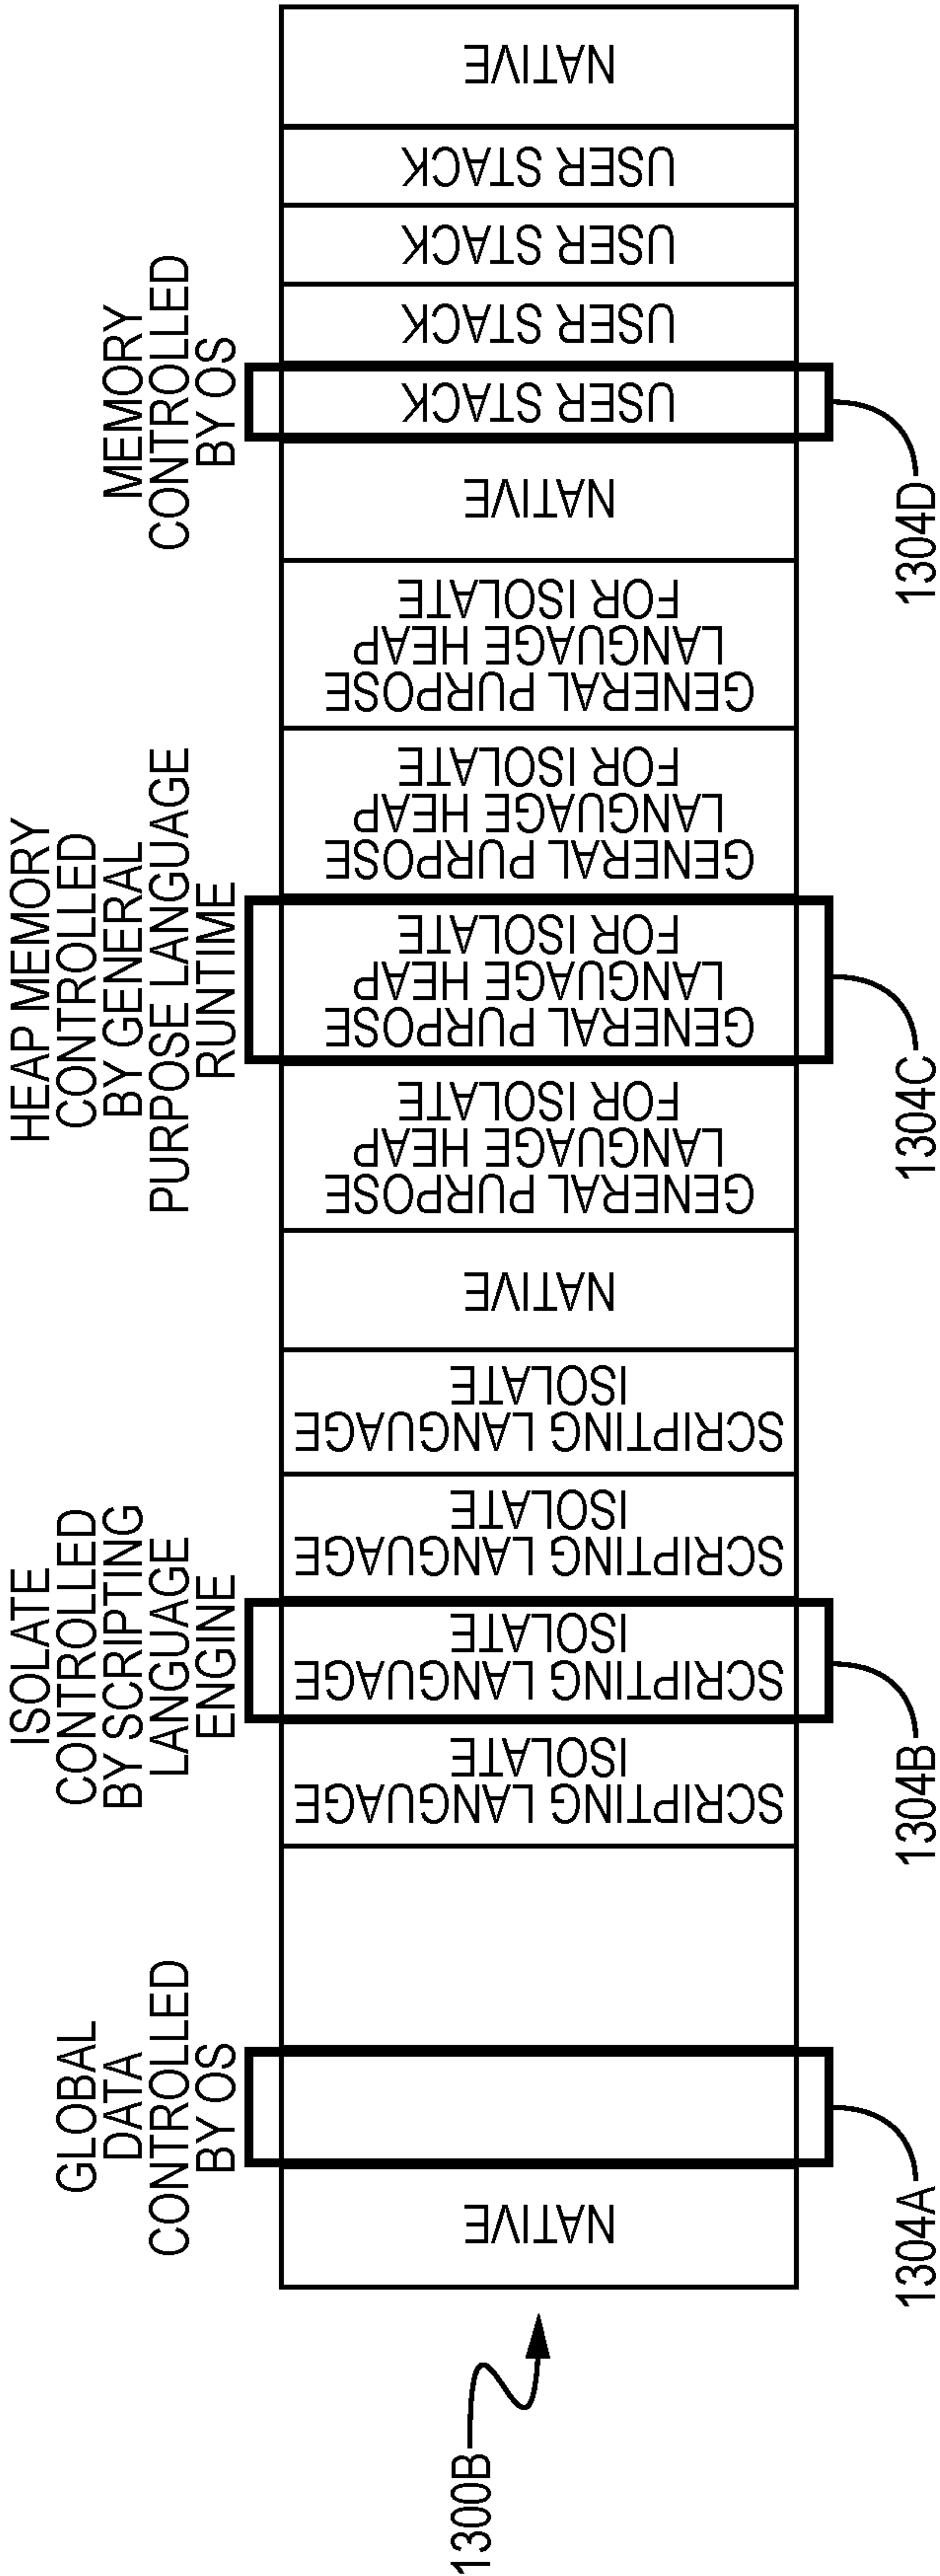 GLOBAL
DATA
CONTROLLED
BY OS
ISOLATE
CONTROLLED
BY SCRIPTING
LANGUAGE
ENGINE
HEAP MEMORY
CONTROLLED
BY GENERAL
PURPOSE LANGUAGE
RUNTIME
MEMORY
CONTROLLED
BY OS
1300B
NATIVE
SCRIPTING LANGUAGE
ISOLATE
SCRIPTING LANGUAGE
ISOLATE
SCRIPTING LANGUAGE
ISOLATE
SCRIPTING LANGUAGE
ISOLATE
NATIVE
GENERAL PURPOSE
LANGUAGE HEAP
FOR ISOLATE
GENERAL PURPOSE
LANGUAGE HEAP
FOR ISOLATE
GENERAL PURPOSE
LANGUAGE HEAP
FOR ISOLATE
GENERAL PURPOSE
LANGUAGE HEAP
FOR ISOLATE
NATIVE
USER STACK
USER STACK
USER STACK
USER STACK
NATIVE
1304A
1304B
1304C
1304D